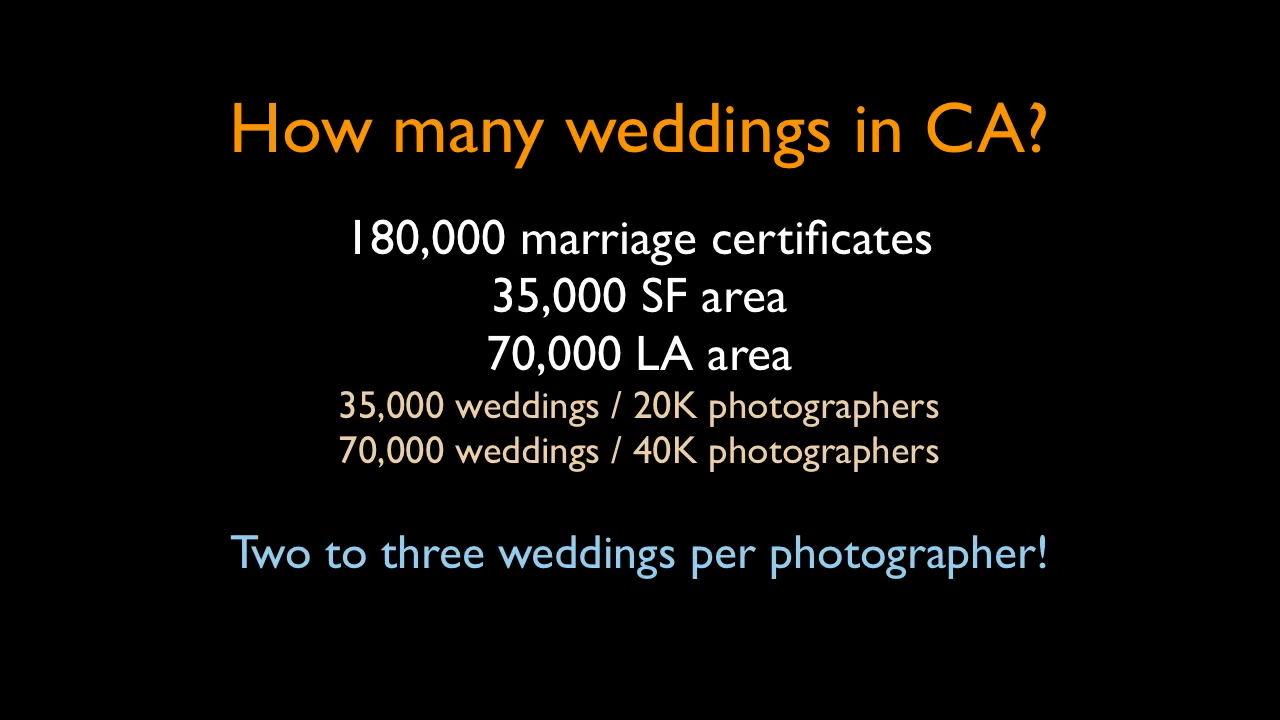 How many weddings in CA?
180,000 marriage certificates
35,000 SF area
70,000 LA area
35,000 weddings / 20K photographers
70,000 weddings / 40K photographers
Two to three weddings per photographer!